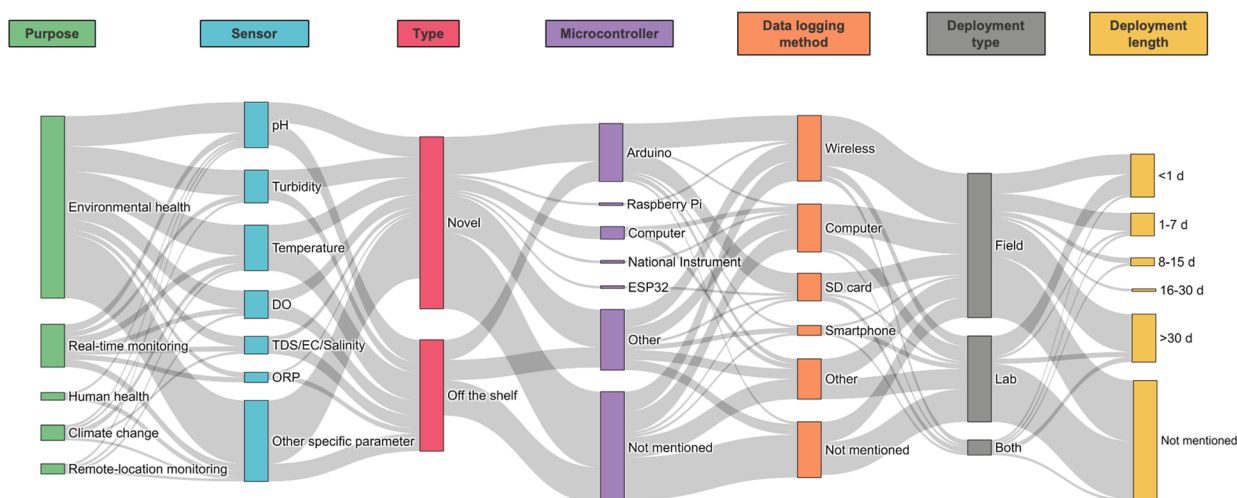 Purpose
Sensor
Type
Microcontroller
Data logging
method
Deployment
type
Deployment
length
Environmental health
Real-time monitoring
Human health
Climate change
Remote-location monitoring
pH
Turbidity
Temperature
DO
TDS/EC/Salinity
ORP
Other specific parameter
Novel
Off the shelf
Arduino
Raspberry Pi
Computer
National Instrument
ESP32
Other
Not mentioned
Wireless
Computer
SD card
Smartphone
Other
Not mentioned
Field
Lab
Both
<1 d
1-7 d
8-15 d
16-30 d
>30 d
Not mentioned